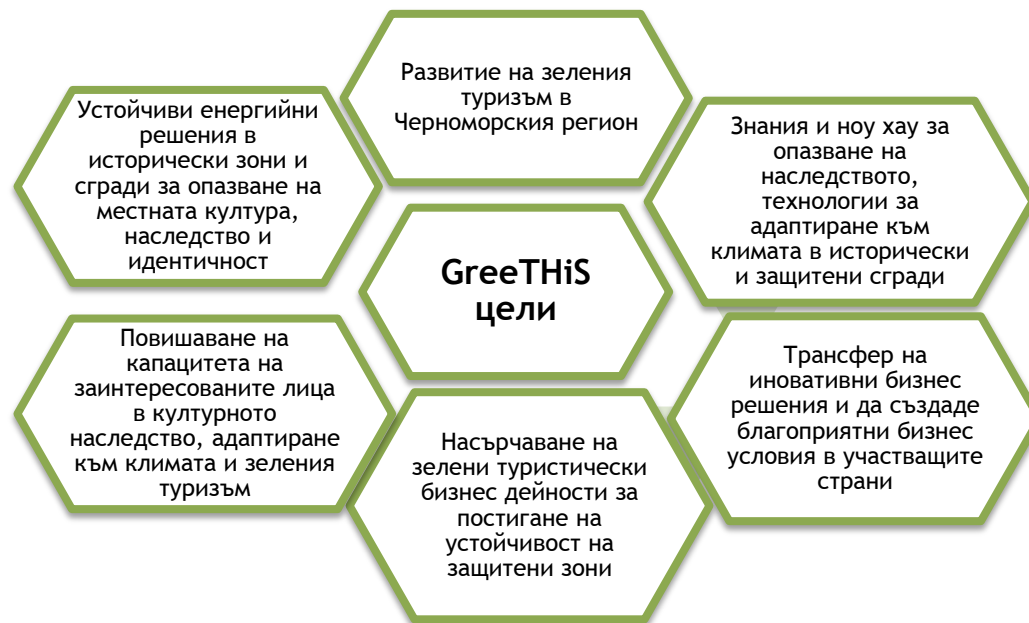 Развитие на зеления
туризъм в
Черноморския регион
Устойчиви енергийни
решения в
исторически зони и
сгради за опазване на
местната култура,
наследство и
идентичност
Знания и ноу хау за
опазване на
наследството,
технологии за
адаптиране към
климата в исторически
и защитени сгради
GreeTHiS
цели
Повишаване на
капацитета на
заинтересованите лица
в културното
наследство, адаптиране
към климата и зеления
туризъм
Трансфер на
иновативни бизнес
решения и да създаде
благоприятни бизнес
условия в участващите
страни
Насърчаване на
зелени туристически
бизнес дейности за
постигане на
устойчивост на
защитени зони